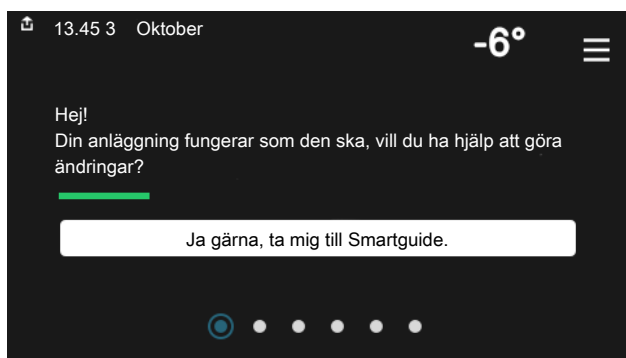 13.45 3 Oktober
-6°
Hej!
Din anläggning fungerar som den ska, vill du ha hjälp att göra
ändringar?
Ja gärna, ta mig till Smartguide.